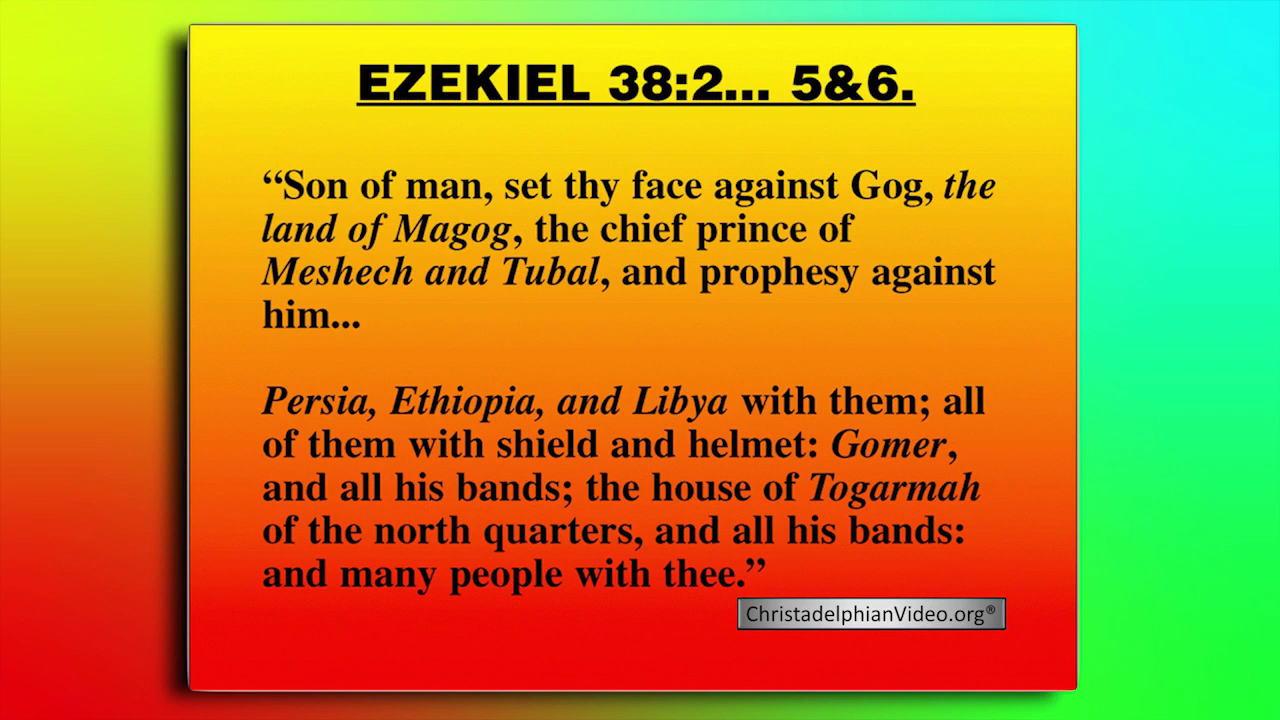 EZEKIEL 38:2... 5&6.
“Son of man, set thy face against Gog, the
land of Magog, the chief prince of
Meshech and Tubal, and prophesy against
him...
Persia, Ethiopia, and Libya with them; all
of them with shield and helmet: Gomer,
and all his bands; the house of Togarmah
of the north quarters, and all his bands:
and many people with thee.”
ChristadelphianVideo.org®